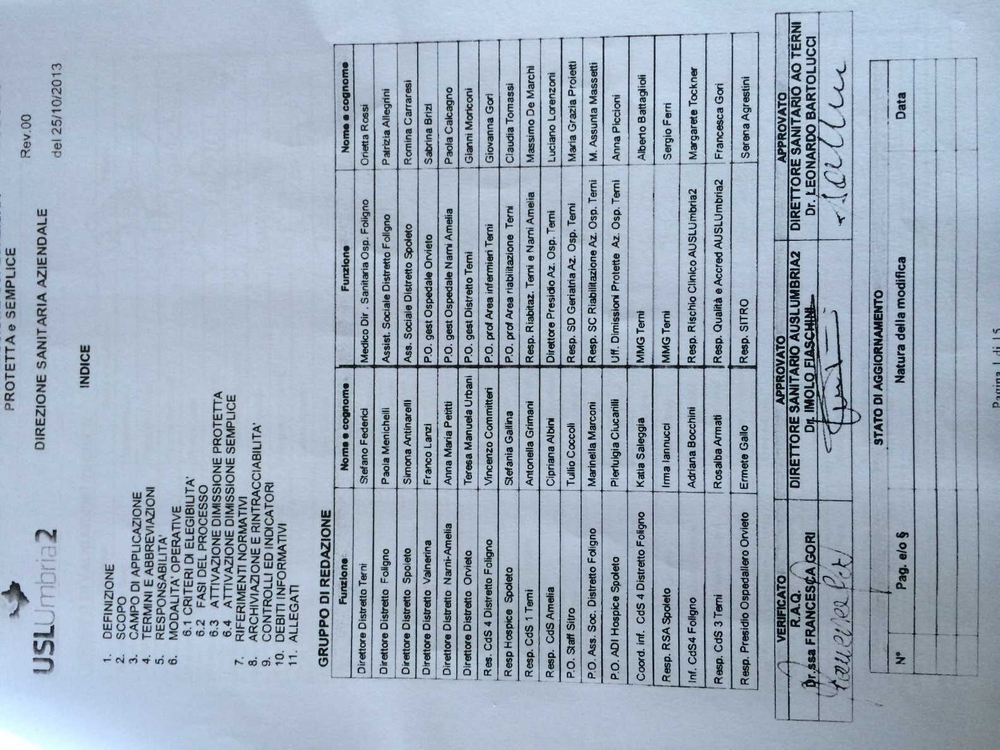 PROTETTA e SEMPLICE
Rev.00
USLUmbria2
DIREZIONE SANITARIA AZIENDALE
del 25/10/2013
INDICE
1. DEFINIZIONE
2. SCOPO
3. CAMPO DI APPLICAZIONE
4. TERMINI E ABBREVIAZIONI
5. RESPONSABILITA'
6. MODALITA' OPERATIVE
6.1 CRITERI DI ELEGIBILITA'
6.2 FASI DEL PROCESSO
6.3 ATTIVAZIONE DIMISSIONE PROTETTA
6.4 ATTIVAZIONE DIMISSIONE SEMPLICE
7. RIFERIMENTI NORMATIVI
8. ARCHIVIAZIONE E RINTRACCIABILITA'
9. CONTROLLI ED INDICATORI
10. DEBITI INFORMATIVI
11. ALLEGATI
GRUPPO DI REDAZIONE
Funzione Nome e cognome Funzione Nome e cognome
Direttore Distretto Terni Stefano Federici Medico Dir . Sanitaria Osp. Foligno Orietta Rossi
Direttore Distretto Foligno Paola Menichelli Assist. Sociale Distretto Foligno Patrizia Allegrini
Direttore Distretto Spoleto Simona Antinarelli Ass. Sociale Distretto Spoleto Romina Carraresi
Direttore Distretto Valnerina Franco Lanzi P.O. gest Ospedale Orvieto Sabrina Brizi
Direttore Distretto Narni-Amelia Anna Maria Petitti P.O. gest Ospedale Narni Amelia Paola Calcagno
Direttore Distretto Orvieto Teresa Manuela Urbani P.O. gest Distretto Terni Gianni Moriconi
Res. CdS 4 Distretto Foligno Vincenzo Committeri P.O. prof Area infermieri Terni Giovanna Gori
Resp Hospice Spoleto Stefania Gallina P.O. prof Area riabilitazione Terni Claudia Tomassi
Resp. CdS 1 Terni Antonella Grimani Resp. Riabitaz. Terni e Narni Amelia Massimo De Marchi
Resp. CdS Amelia Cipriana Albini Direttore Presidio Az. Osp. Terni Luciano Lorenzoni
P.O. Staff Sitro Tullio Coccoli Resp. SD Geriatria Az. Osp. Terni Maria Grazia Proietti
P.O. Ass. Soc. Distretto Foligno Marinella Marconi Resp. SC Riabilitazione Az. Osp. Terni M. Assunta Massetti
P.O. ADI Hospice Spoleto Pierluigia Ciucarilli Uff. Dimissioni Protette Az. Osp. Terni Anna Piccioni
Coord. inf. CdS 4 Distretto Foligno Katia Saleggia MMG Terni Alberto Battaglioli
Resp. RSA Spoleto Irma Iannucci MMG Terni Sergio Ferri
Inf. CdS4 Foligno Adriana Bocchini Resp. Rischio Clinico AUSLUmbria2 Margarete Tockner
Resp. CdS 3 Terni Rosalba Armati Resp. Qualità e Accred AUSLUmbria2 Francesca Gori
Resp. Presidio Ospedaliero Orvieto Ermete Gallo Resp. SITRO Serena Agrestini
VERIFICATO APPROVATO APPROVATO
R.A.Q. DIRETTORE SANITARIO AUSLUMBRIA2 DIRETTORE SANITARIO AO TERNI
Dr.ssa FRANCESCA GORI Dr. IMOLO FIASCHINI Dr. LEONARDO BARTOLUCCI
STATO DI AGGIORNAMENTO
N° Pag. e/o § Natura della modifica Data
Pagina 1 di 15